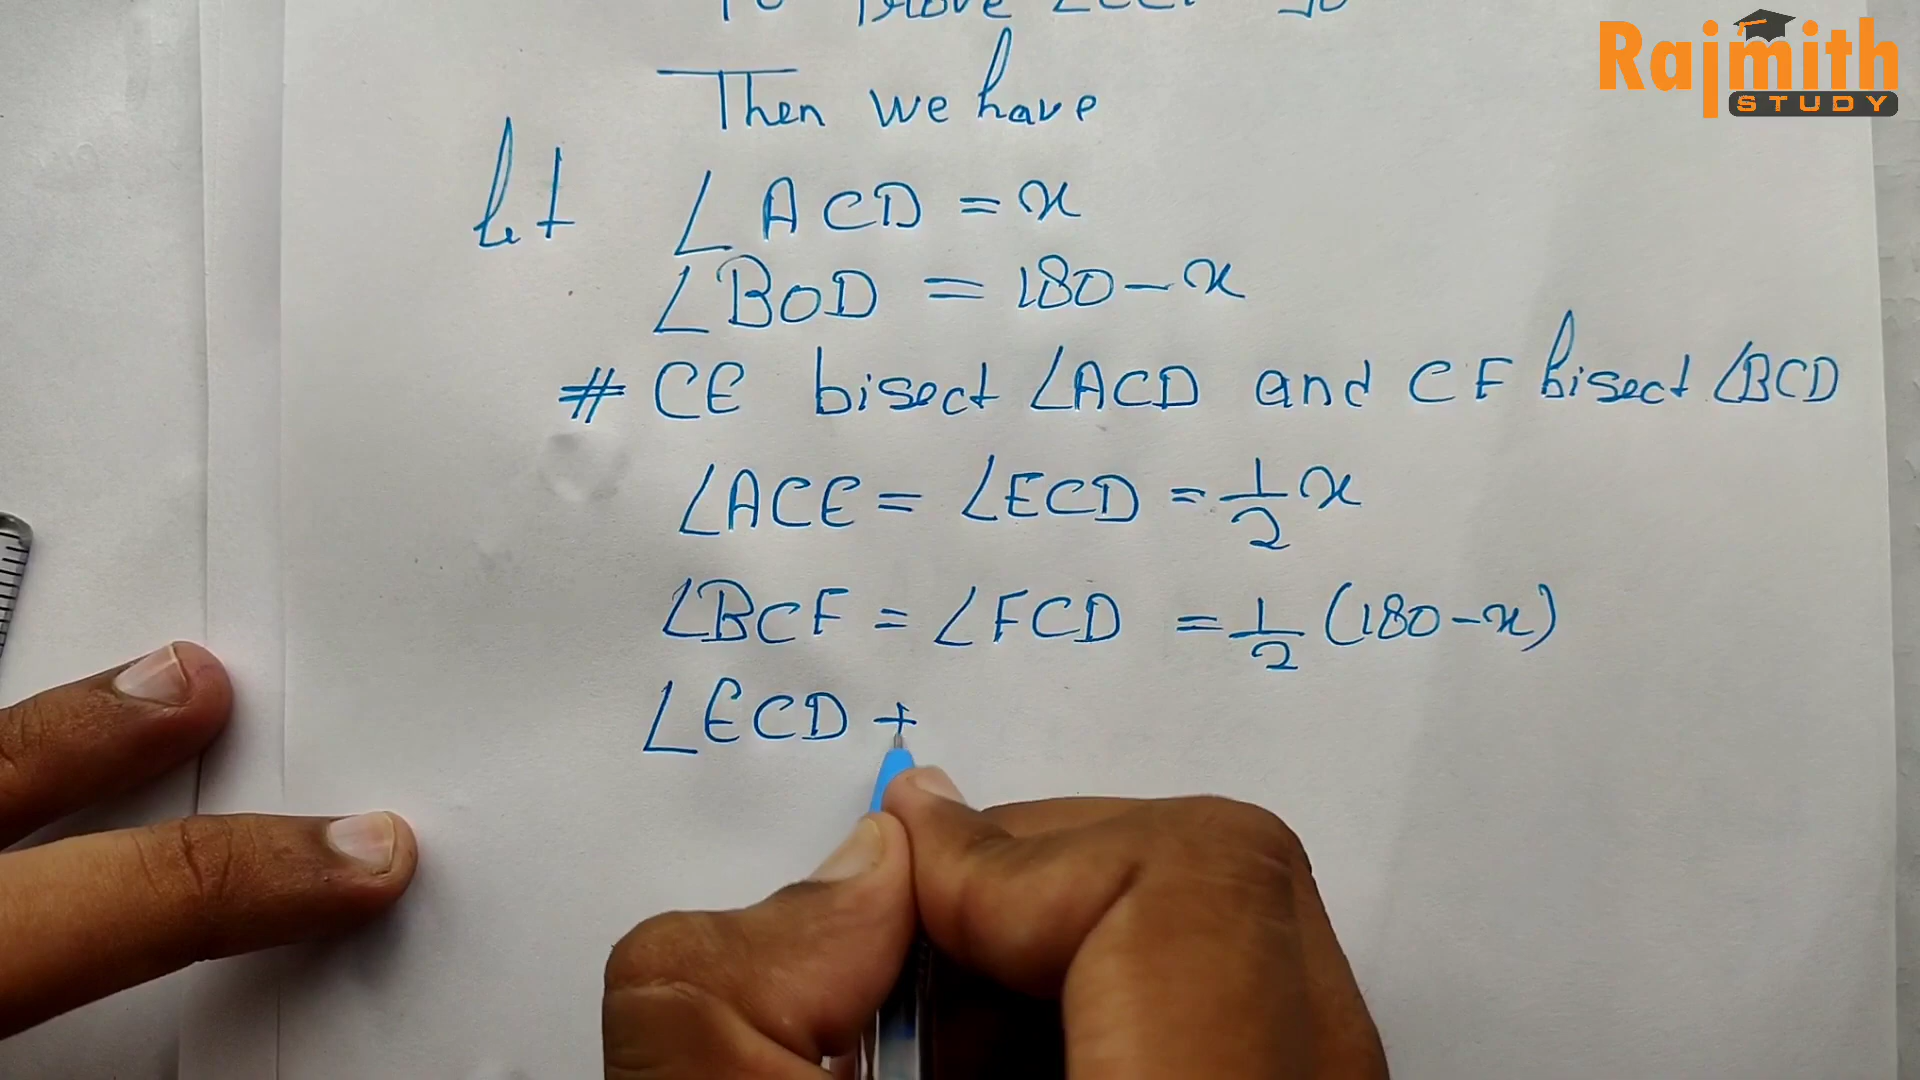 Rajmith
STUDY
Then we have
let ∠ACD = x
∠BOD = 180 - x
# CE bisect ∠ACD and CF bisect ∠BCD
∠ACE = ∠ECD = 1/2 x
∠BCF = ∠FCD = 1/2 (180 - x)
∠ECD +